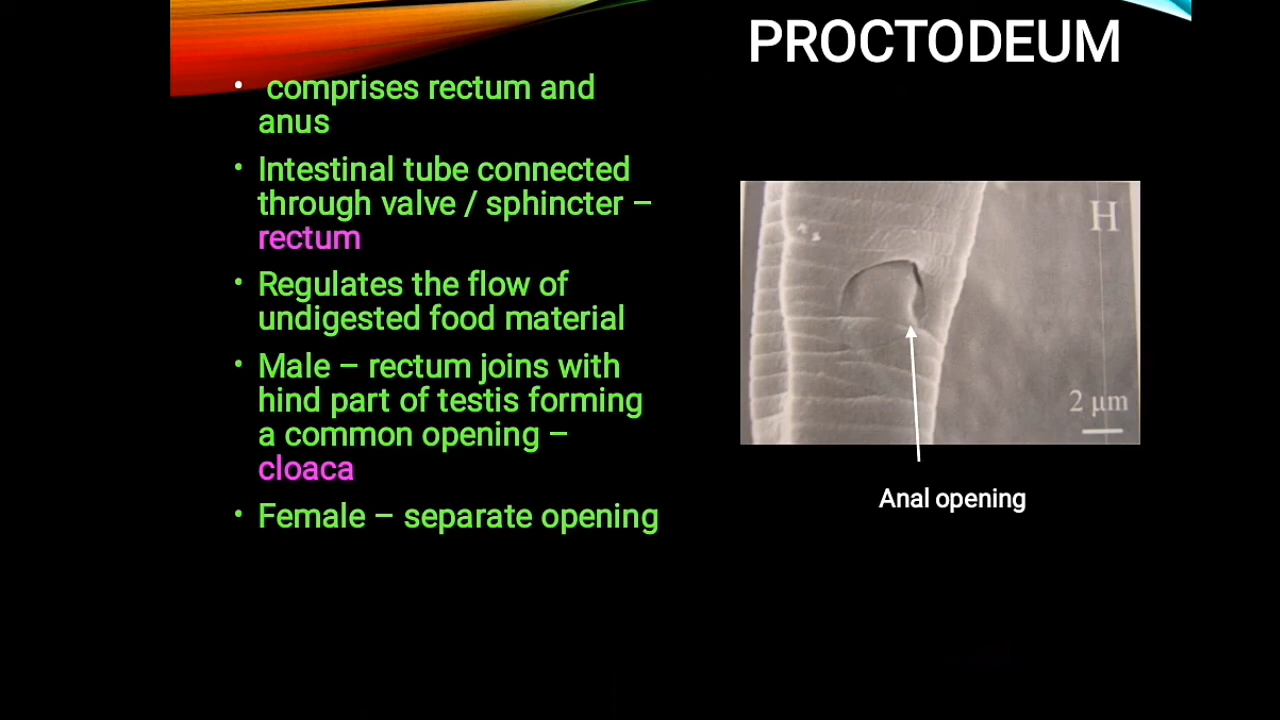 PROCTODEUM
• comprises rectum and
anus
• Intestinal tube connected
through valve / sphincter –
rectum
• Regulates the flow of
undigested food material
• Male – rectum joins with
hind part of testis forming
a common opening –
cloaca
• Female – separate opening
H
2 μm
Anal opening